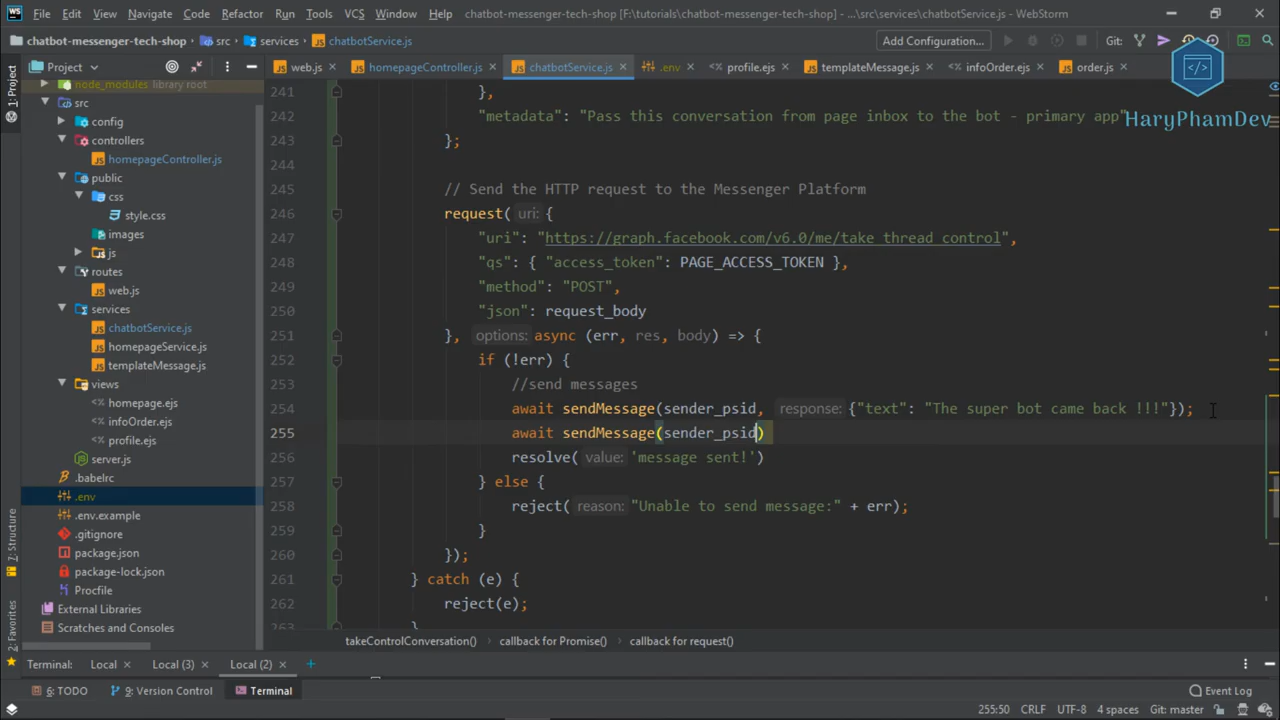 WS File Edit View Navigate Code Refactor Run Tools VCS Window Help chatbot-messenger-tech-shop [F:\tutorials\chatbot-messenger-tech-shop] - ...\src\services\chatbotService.js - WebStorm
chatbot-messenger-tech-shop src services chatbotService.js Add Configuration... Git:
Project web.js homepageController.js chatbotService.js .env profile.ejs templateMessage.js infoOrder.ejs order.js
HaryPhamDev
1: Project
7: Structure
2: Favorites
node_modules library root
src
config
controllers
homepageController.js
public
css
style.css
images
js
routes
web.js
services
chatbotService.js
homepageService.js
templateMessage.js
views
homepage.ejs
infoOrder.ejs
profile.ejs
server.js
.babelrc
.env
.env.example
.gitignore
package.json
package-lock.json
Procfile
External Libraries
Scratches and Consoles
241 },
242 "metadata": "Pass this conversation from page inbox to the bot - primary app"
243 };
244
245 // Send the HTTP request to the Messenger Platform
246 request( uri: {
247 "uri": "https://graph.facebook.com/v6.0/me/take_thread_control",
248 "qs": { "access_token": PAGE_ACCESS_TOKEN },
249 "method": "POST",
250 "json": request_body
251 }, options: async (err, res, body) => {
252 if (!err) {
253 //send messages
254 await sendMessage(sender_psid, response: {"text": "The super bot came back !!!"});
255 await sendMessage(sender_psid)
256 resolve( value: 'message sent!')
257 } else {
258 reject( reason: "Unable to send message:" + err);
259 }
260 });
261 } catch (e) {
262 reject(e);
263 }
takeControlConversation() callback for Promise() callback for request()
Terminal: Local Local (3) Local (2) +
6: TODO 9: Version Control Terminal Event Log
255:50 CRLF UTF-8 4 spaces Git: master